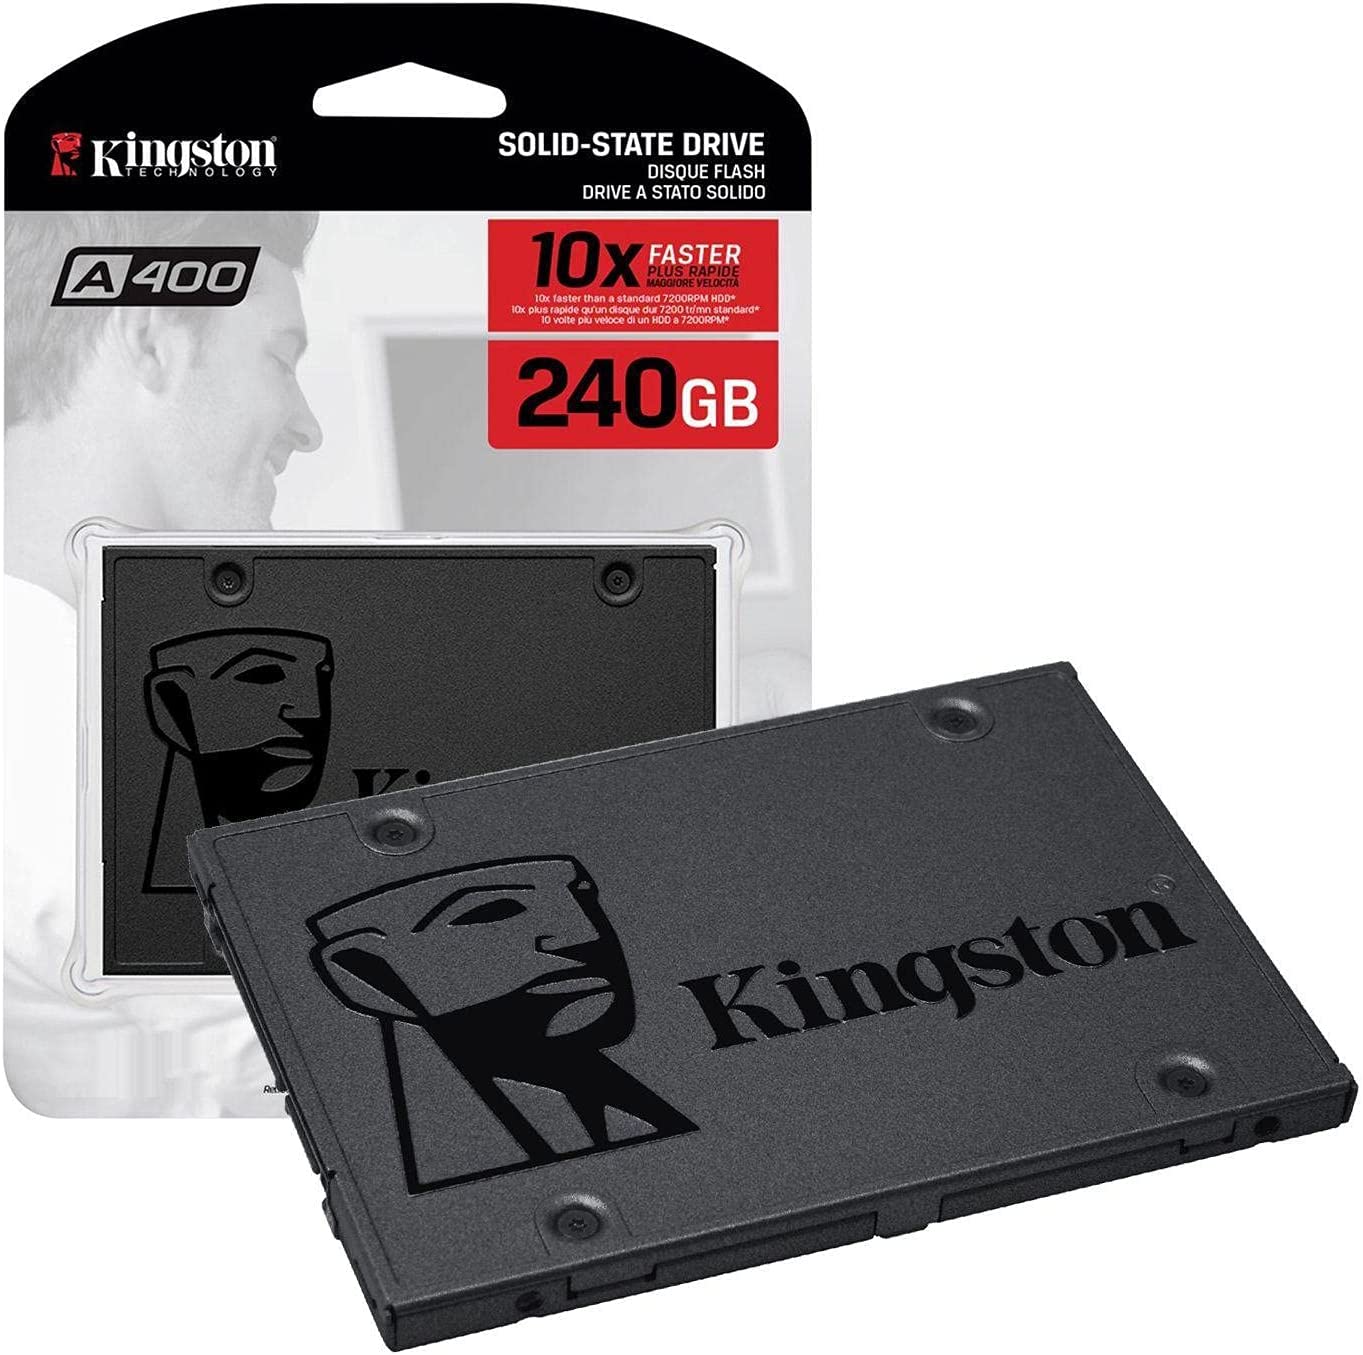 Kingston
TECHNOLOGY
SOLID-STATE DRIVE
DISQUE FLASH
DRIVE A STATO SOLIDO
A400
10x FASTER
PLUS RAPIDE
MAGGIORE VELOCITÀ
10x faster than a standard 7200RPM HDD*
10x plus rapide qu'un disque dur 7200 tr/mn standard*
10 volte più veloce di un HDD a 7200RPM*
240GB
Ki
Kingston